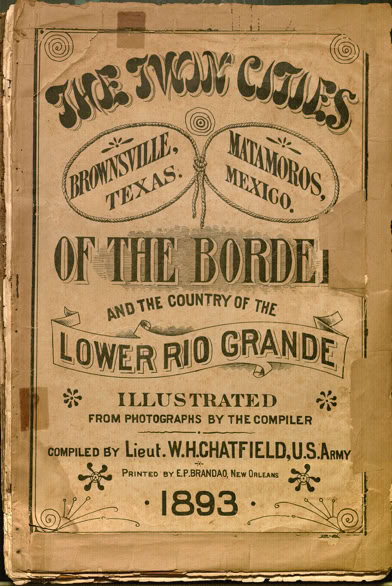 THE TWIN CITIES
BROWNSVILLE,
TEXAS.
MATAMOROS,
MEXICO.
OF THE BORDE
AND THE COUNTRY OF THE
LOWER RIO GRANDE
ILLUSTRATED
FROM PHOTOGRAPHS BY THE COMPILER
COMPILED BY Lieut. W.H.CHATFIELD, U.S. ARMY
PRINTED BY E.P. BRANDAO, NEW ORLEANS
· 1893 ·